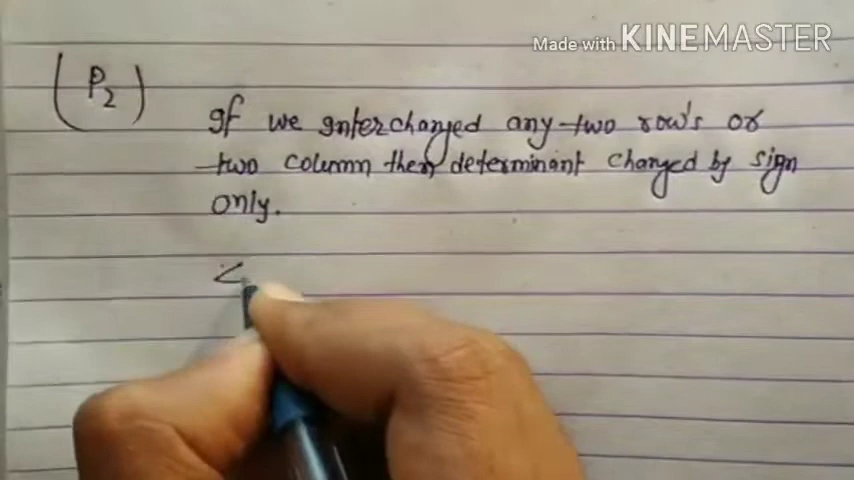 Made with KINEMASTER
(P2)
If we interchanged any two row's or
two column then determinant changed by sign
only.